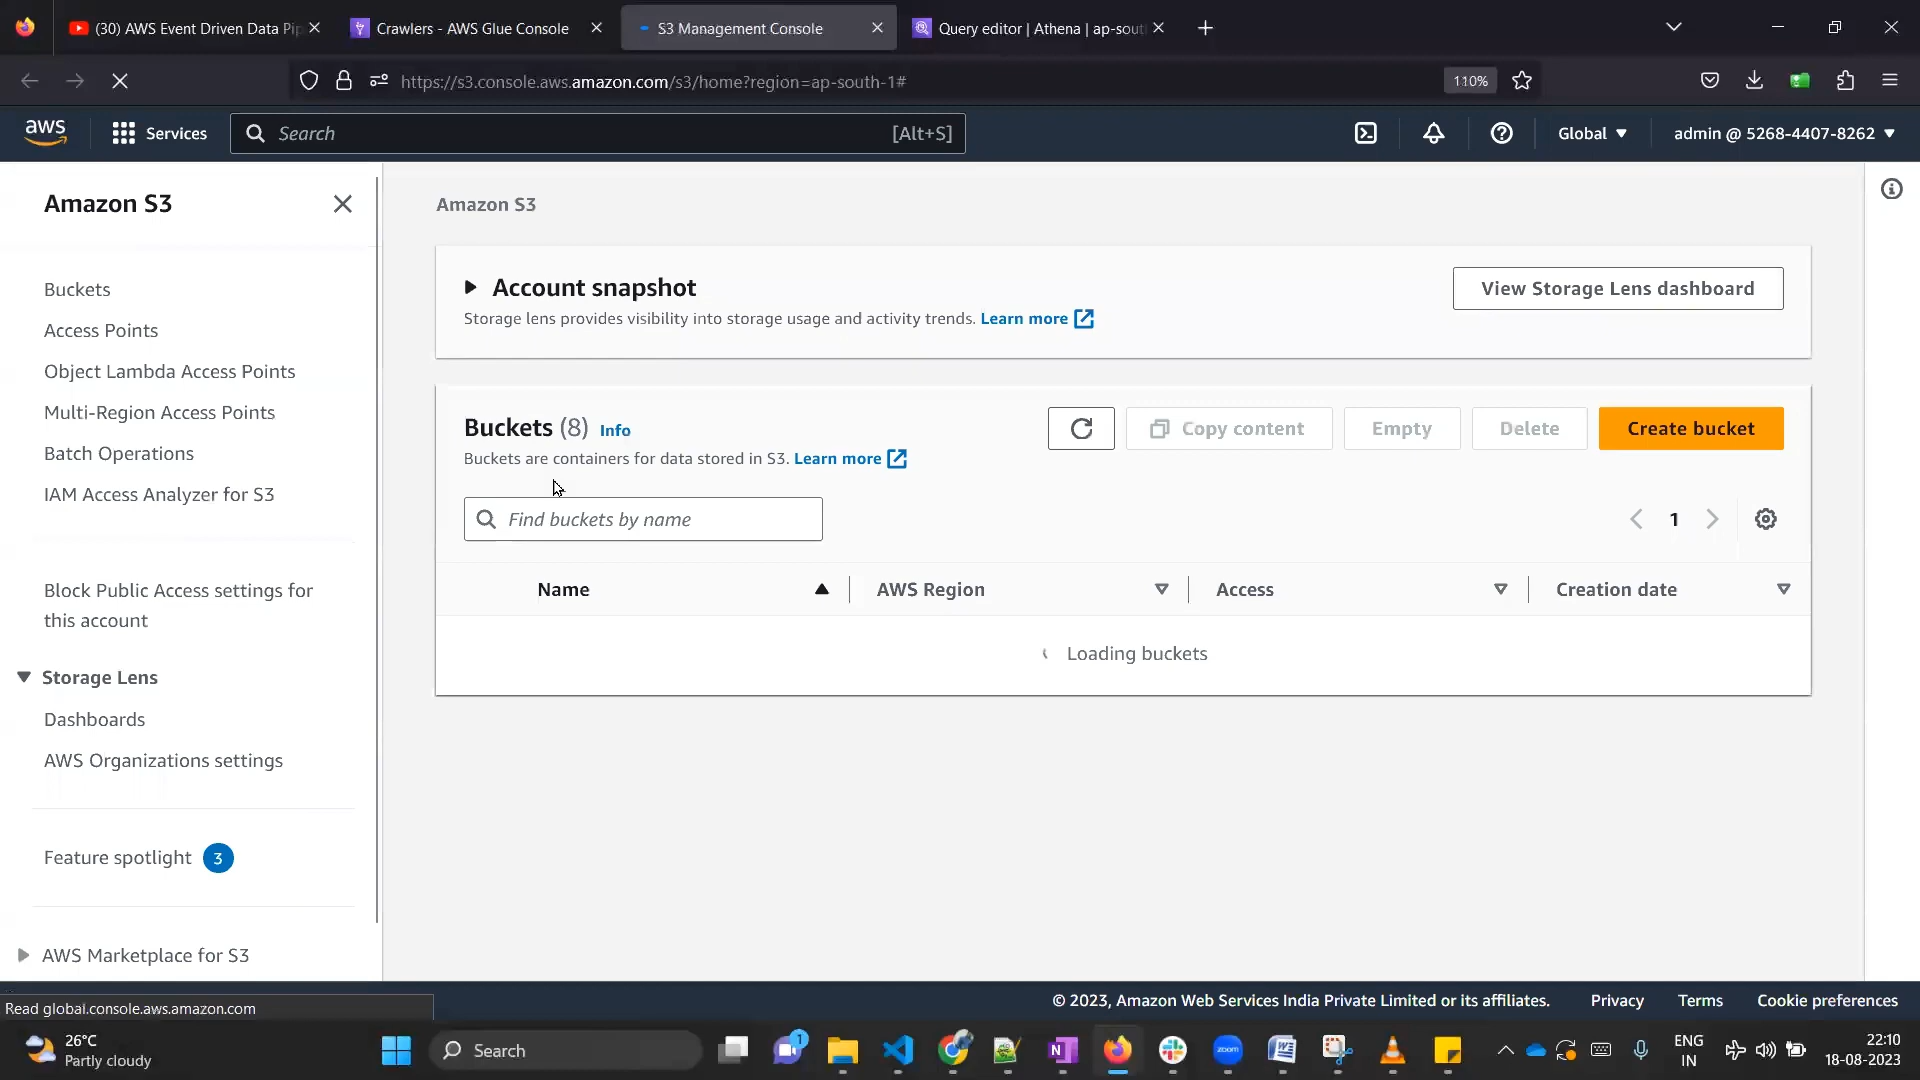 (30) AWS Event Driven Data Pip
Crawlers - AWS Glue Console
S3 Management Console
Query editor | Athena | ap-sout
https://s3.console.aws.amazon.com/s3/home?region=ap-south-1#
110%
aws
Services
Search
[Alt+S]
Global
admin @ 5268-4407-8262
Amazon S3
Buckets
Access Points
Object Lambda Access Points
Multi-Region Access Points
Batch Operations
IAM Access Analyzer for S3
Block Public Access settings for
this account
Storage Lens
Dashboards
AWS Organizations settings
Feature spotlight 3
AWS Marketplace for S3
Amazon S3
Account snapshot
View Storage Lens dashboard
Storage lens provides visibility into storage usage and activity trends. Learn more
Buckets (8) Info
Copy content
Empty
Delete
Create bucket
Buckets are containers for data stored in S3. Learn more
Find buckets by name
1
Name
AWS Region
Access
Creation date
Loading buckets
© 2023, Amazon Web Services India Private Limited or its affiliates.
Privacy
Terms
Cookie preferences
Read global.console.aws.amazon.com
26°C
Partly cloudy
Search
1
zoom
ENG
IN
22:10
18-08-2023